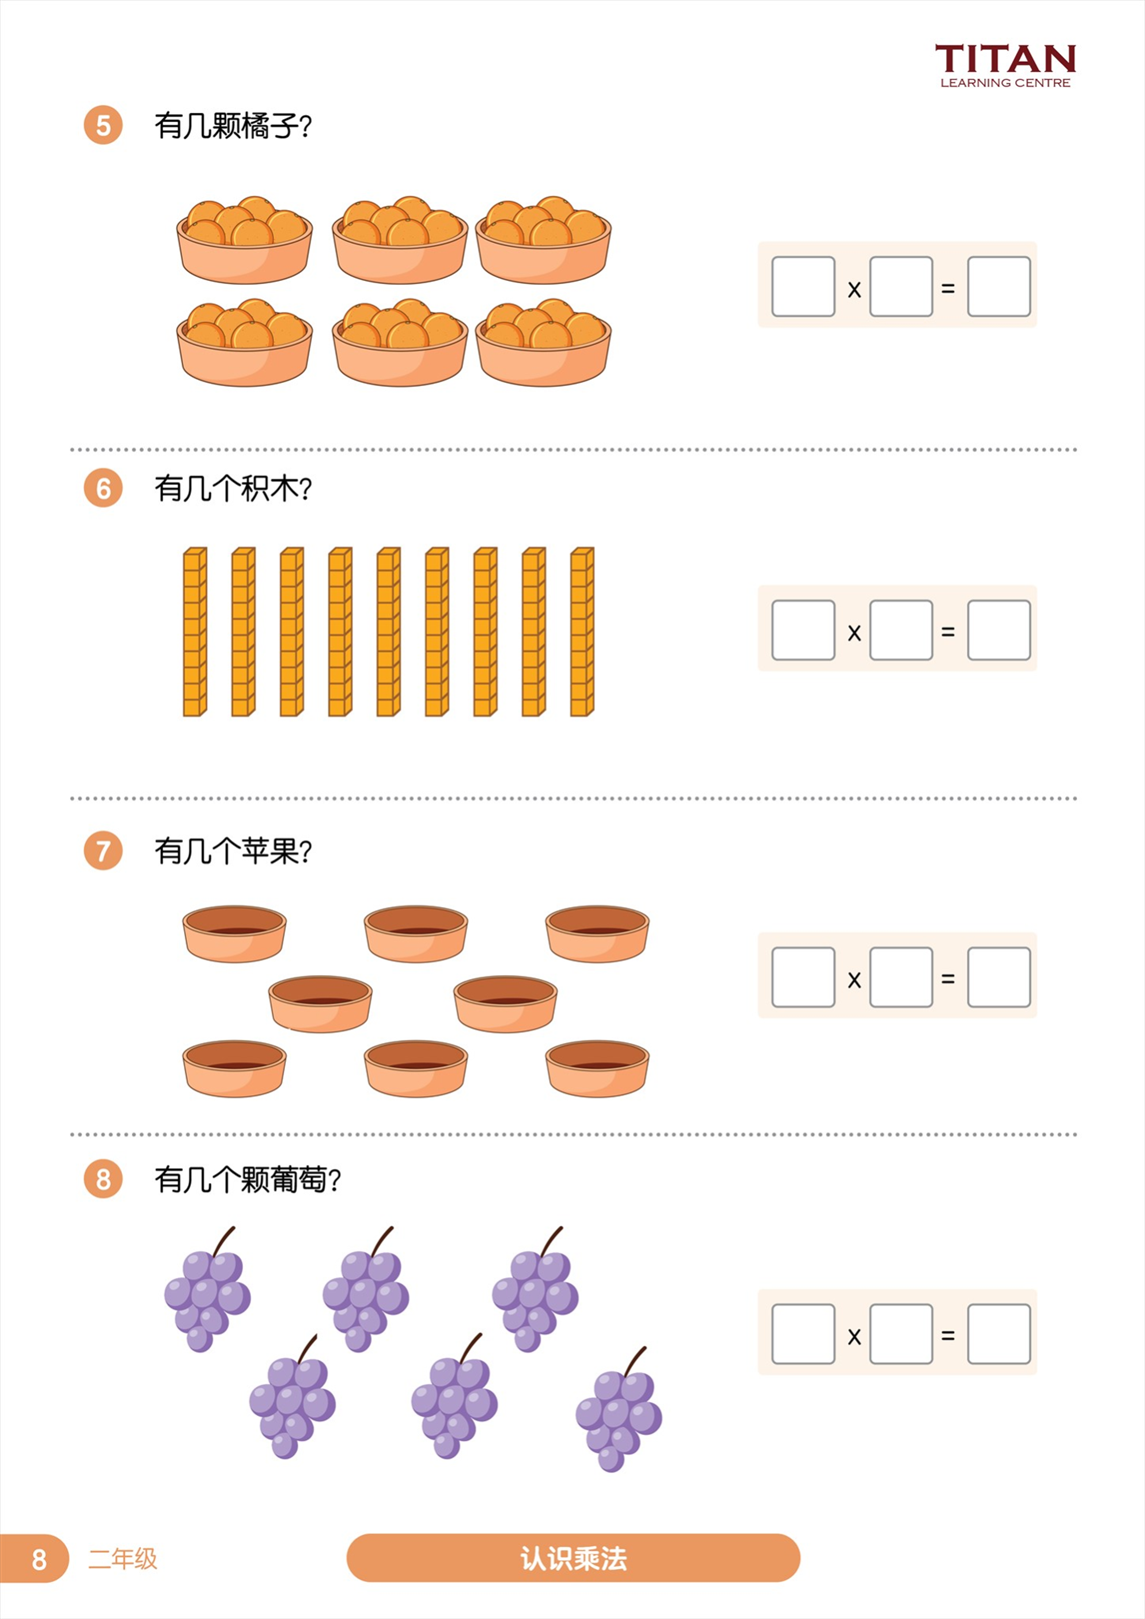 TITAN
LEARNING CENTRE
5 有几颗橘子?
x =
6 有几个积木?
x =
7 有几个苹果?
x =
8 有几个颗葡萄?
x =
8 二年级 认识乘法